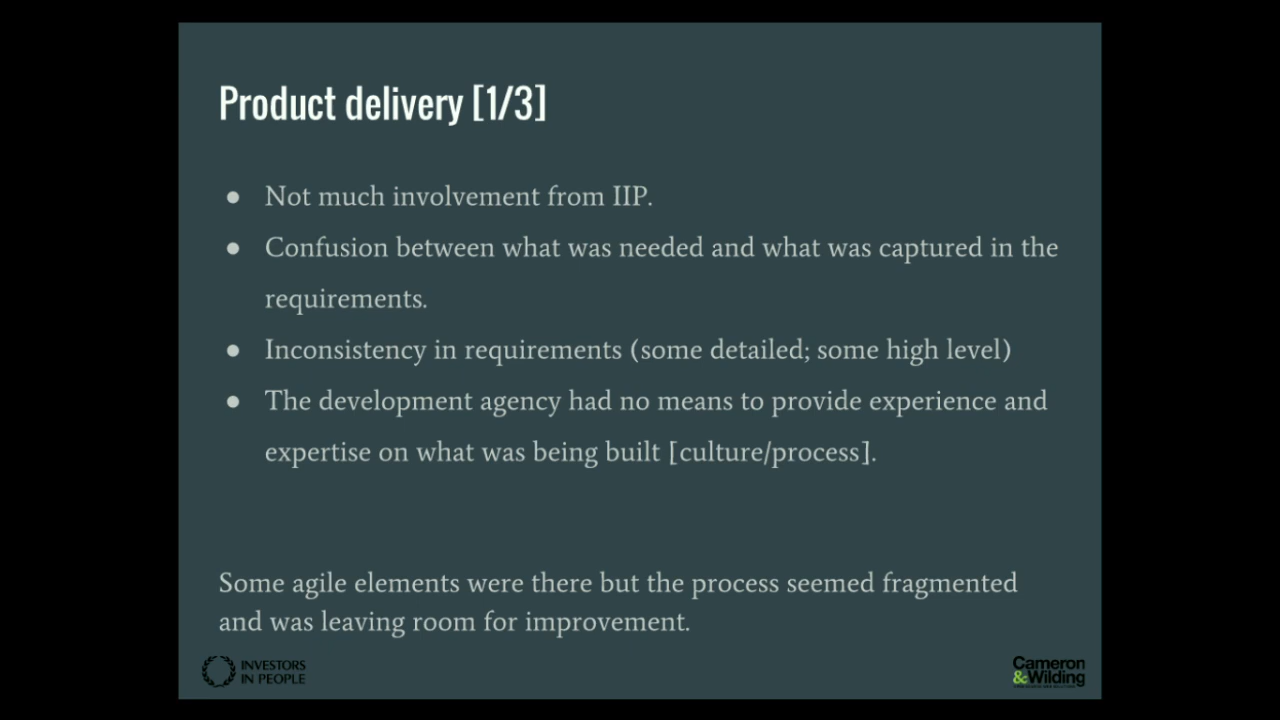 Product delivery [1/3]
● Not much involvement from IIP.
● Confusion between what was needed and what was captured in the
requirements.
● Inconsistency in requirements (some detailed; some high level)
● The development agency had no means to provide experience and
expertise on what was being built [culture/process].
Some agile elements were there but the process seemed fragmented
and was leaving room for improvement.
INVESTORS
IN PEOPLE
Cameron
&Wilding